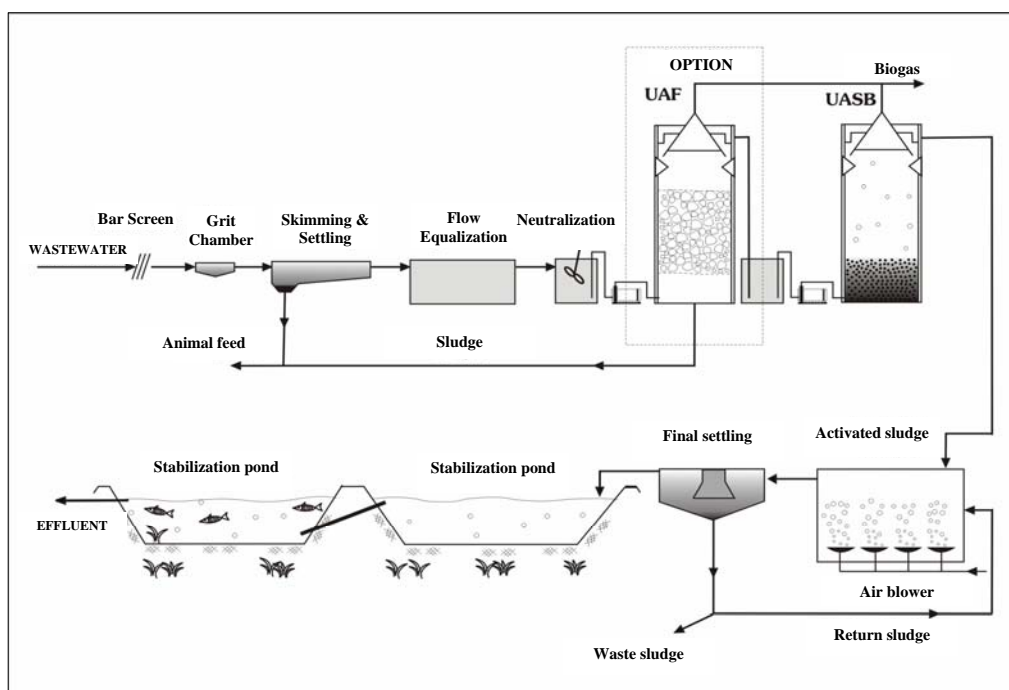 OPTION
Biogas
UAF
UASB
Bar Screen
Grit
Chamber
Skimming &
Settling
Flow
Equalization
Neutralization
WASTEWATER
Animal feed
Sludge
Final settling
Activated sludge
Stabilization pond
Stabilization pond
EFFLUENT
Air blower
Return sludge
Waste sludge